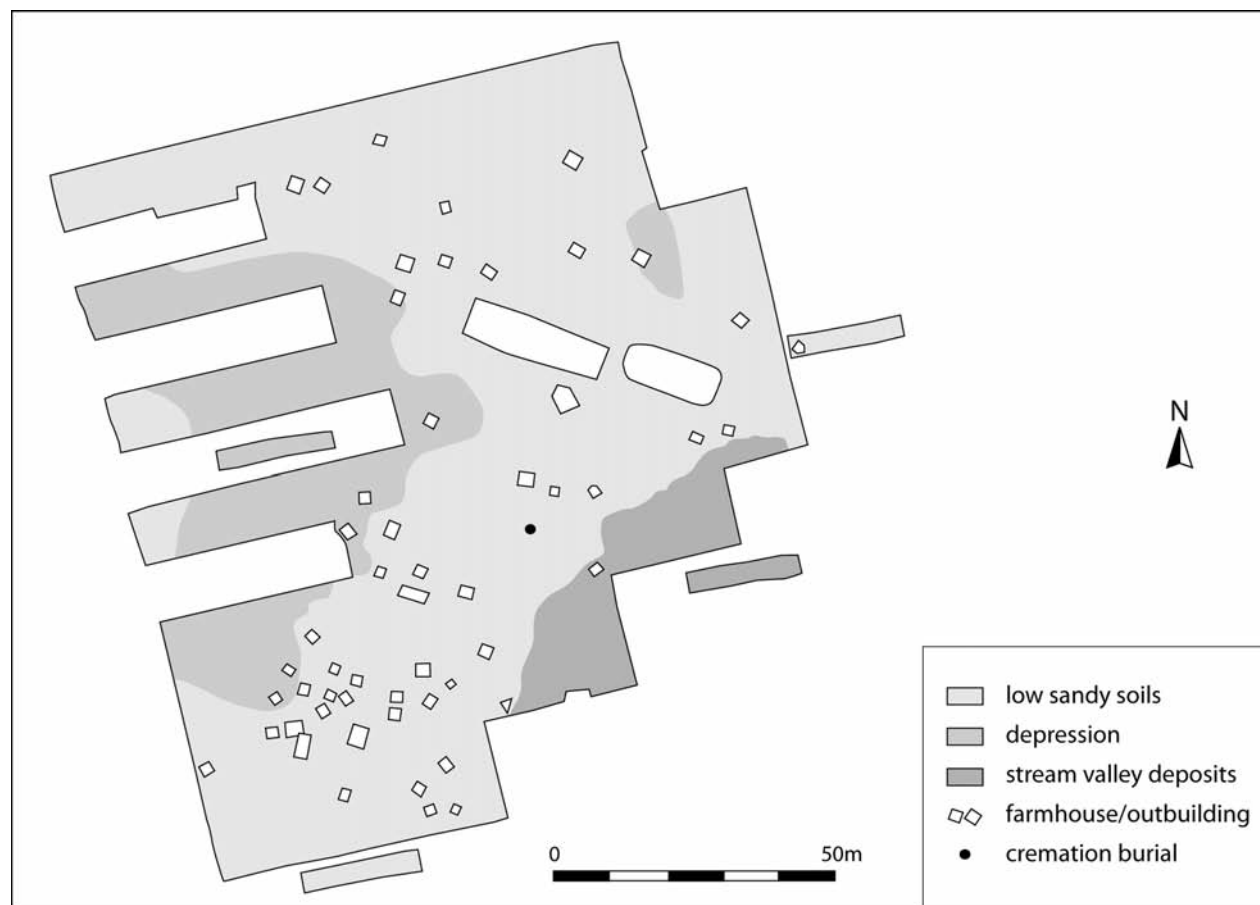 N
low sandy soils
depression
stream valley deposits
farmhouse/outbuilding
cremation burial
0 50m